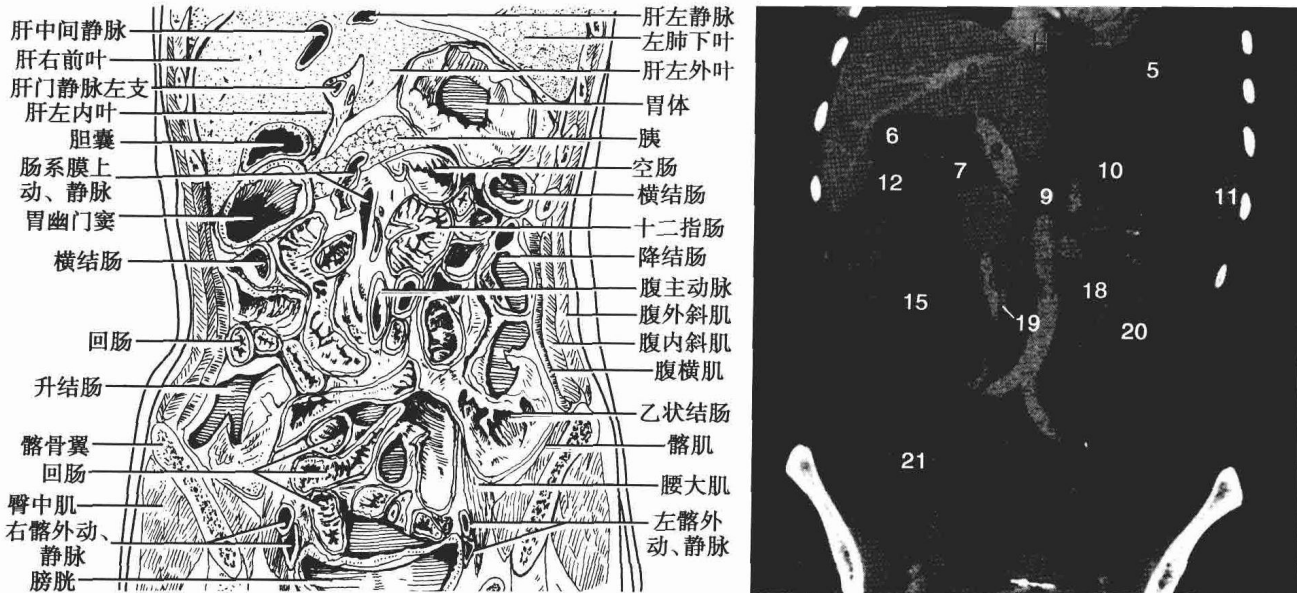 肝中间静脉
肝右前叶
肝门静脉左支
肝左内叶
胆囊
肠系膜上
动、静脉
胃幽门窦
横结肠
回肠
升结肠
髂骨翼
回肠
臀中肌
右髂外动、
静脉
膀胱
肝左静脉
左肺下叶
肝左外叶
胃体
胰
空肠
横结肠
十二指肠
降结肠
腹主动脉
腹外斜肌
腹内斜肌
腹横肌
乙状结肠
髂肌
腰大肌
左髂外
动、静脉
5
6
7
10
12
9
11
15
18
19
20
21